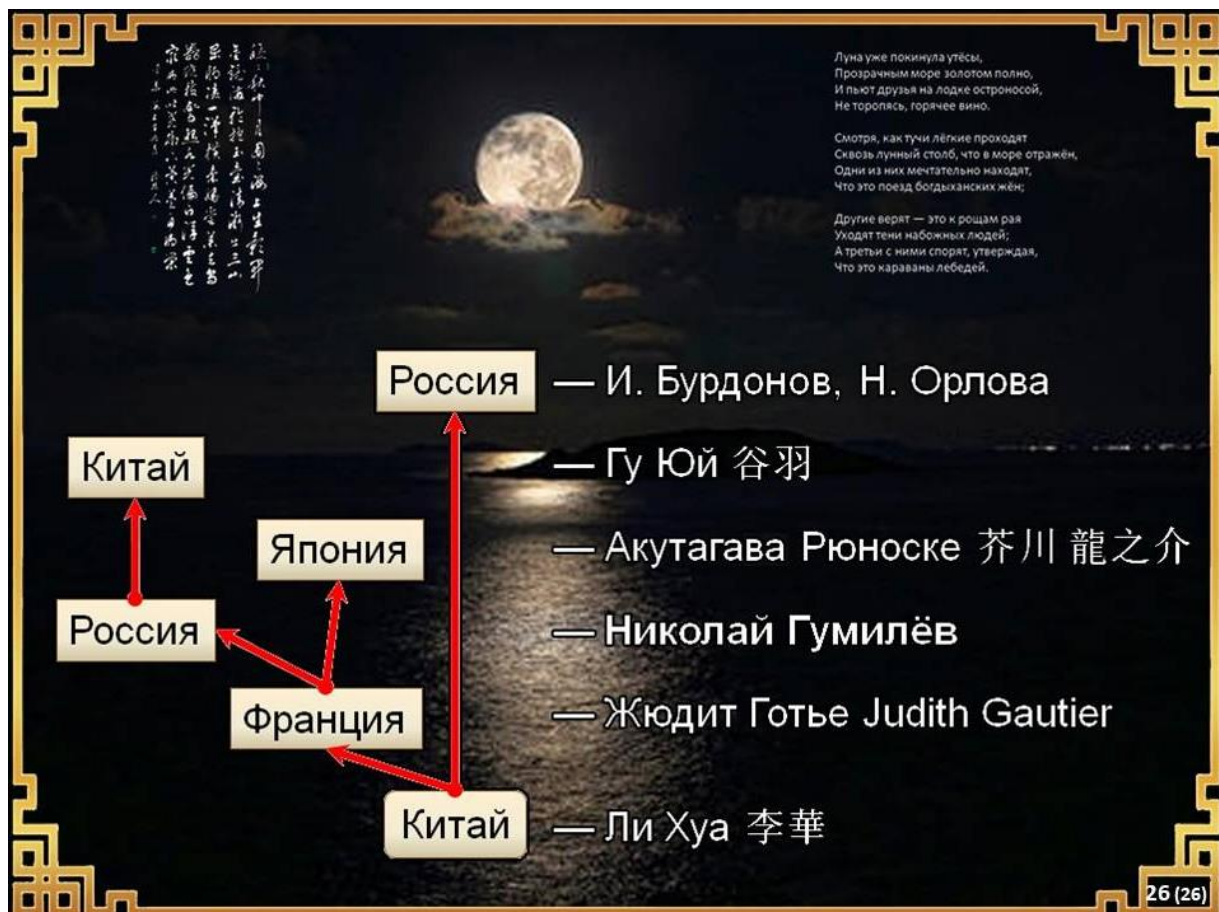 Луна уже покинула утёсы,
Прозрачным море золотом полно,
И пьют друзья на лодке остроносой,
Не торопясь, горячее вино.
Смотря, как тучи лёгкие проходят
Сквозь лунный столб, что в море отражён,
Одни из них мечтательно находят,
Что это поезд богдыханских жён;
Другие верят — это к рощам рая
Уходят тени набожных людей;
А третьи с ними спорят, утверждая,
Что это караваны лебедей.
Россия — И. Бурдонов, Н. Орлова
Китай — Гу Юй 谷羽
Япония — Акутагава Рюноске 芥川 龍之介
Россия — Николай Гумилёв
Франция — Жюдит Готье Judith Gautier
Китай — Ли Хуа 李華
26 (26)